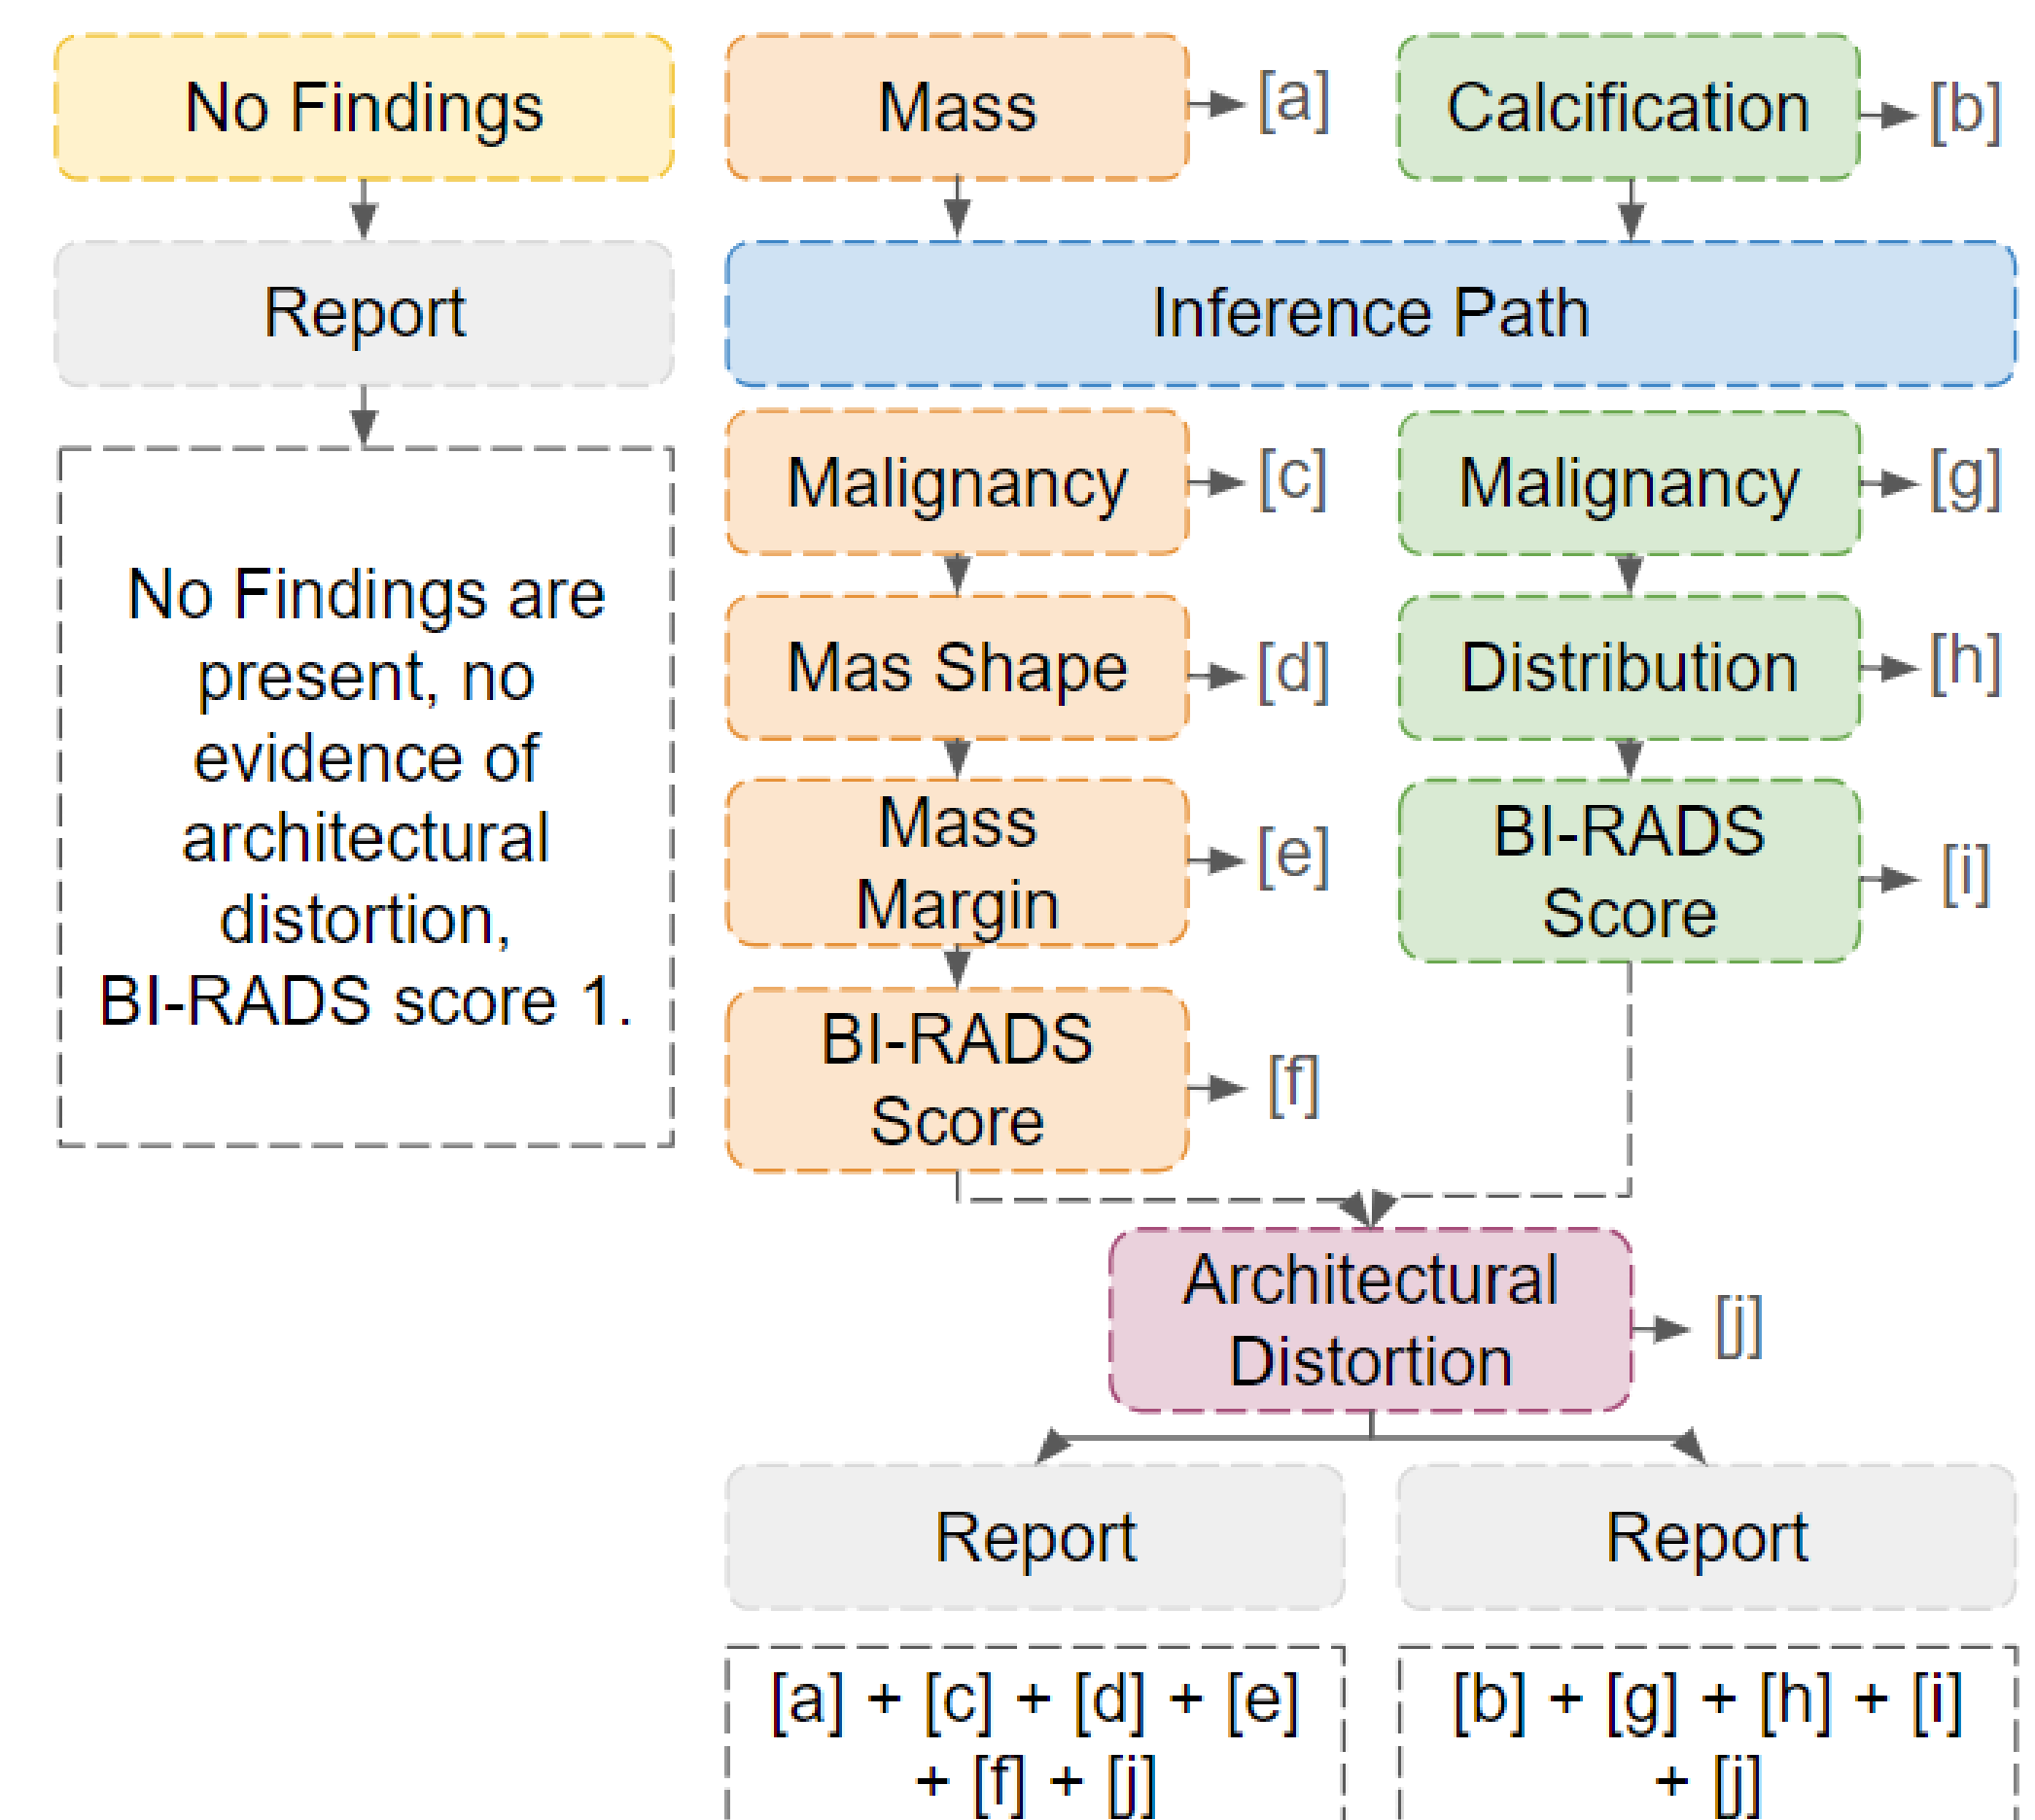 No Findings
Mass
[a]
Calcification
[b]
Report
Inference Path
No Findings are
present, no
evidence of
architectural
distortion,
BI-RADS score 1.
Malignancy
[c]
Malignancy
[g]
Mas Shape
[d]
Distribution
[h]
Mass
Margin
[e]
BI-RADS
Score
[i]
BI-RADS
Score
[f]
Architectural
Distortion
[j]
Report
Report
[a] + [c] + [d] + [e]
+ [f] + [j]
[b] + [g] + [h] + [i]
+ [j]